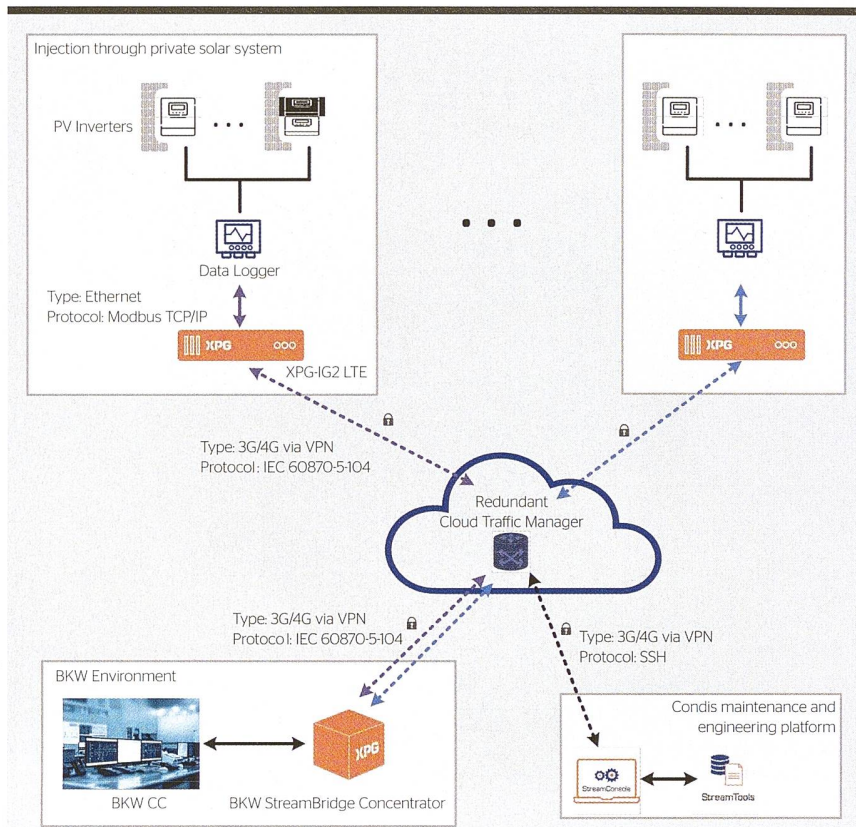 Injection through private solar system
PV Inverters
Data Logger
Type: Ethernet
Protocol: Modbus TCP/IP
XPG
XPG-IG2 LTE
XPG
Type: 3G/4G via VPN
Protocol: IEC 60870-5-104
Redundant
Cloud Traffic Manager
Type: 3G/4G via VPN
Protocol: IEC 60870-5-104
Type: 3G/4G via VPN
Protocol: SSH
BKW Environment
XPG
BKW CC
BKW StreamBridge Concentrator
Condis maintenance and
engineering platform
StreamConsole
StreamTools